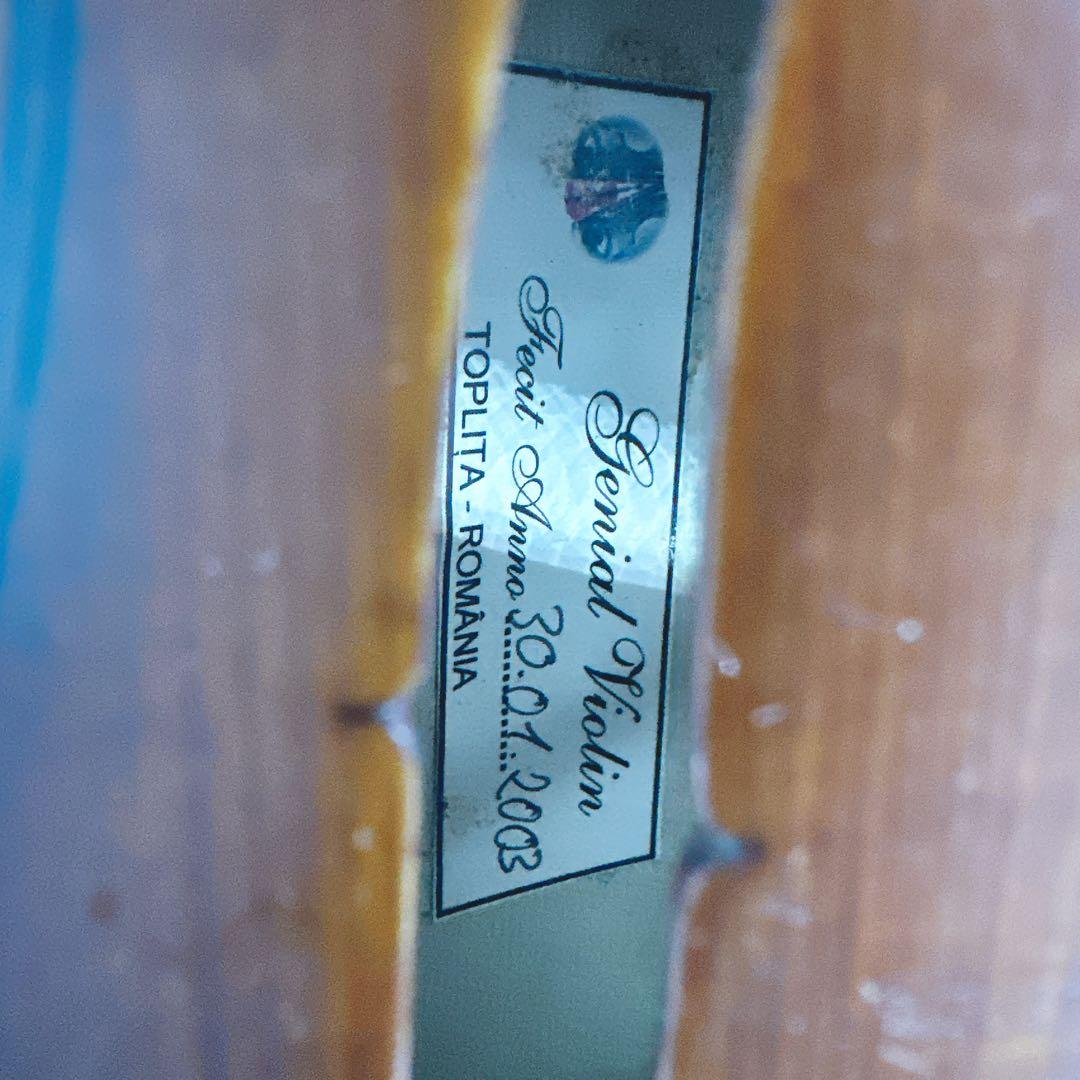 Genial Violin
Fecit Anno 30.01.2003
TOPLIȚA - ROMÂNIA